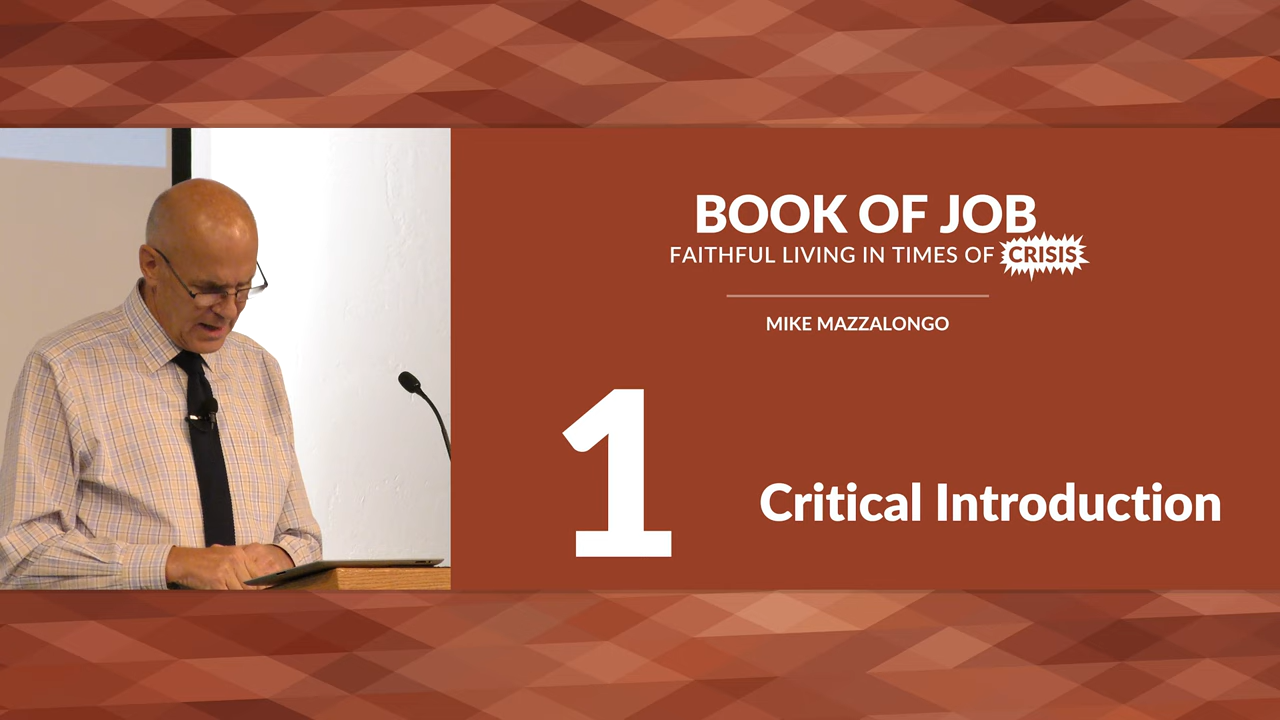 BOOK OF JOB
FAITHFUL LIVING IN TIMES OF CRISIS
MIKE MAZZALONGO
1
Critical Introduction